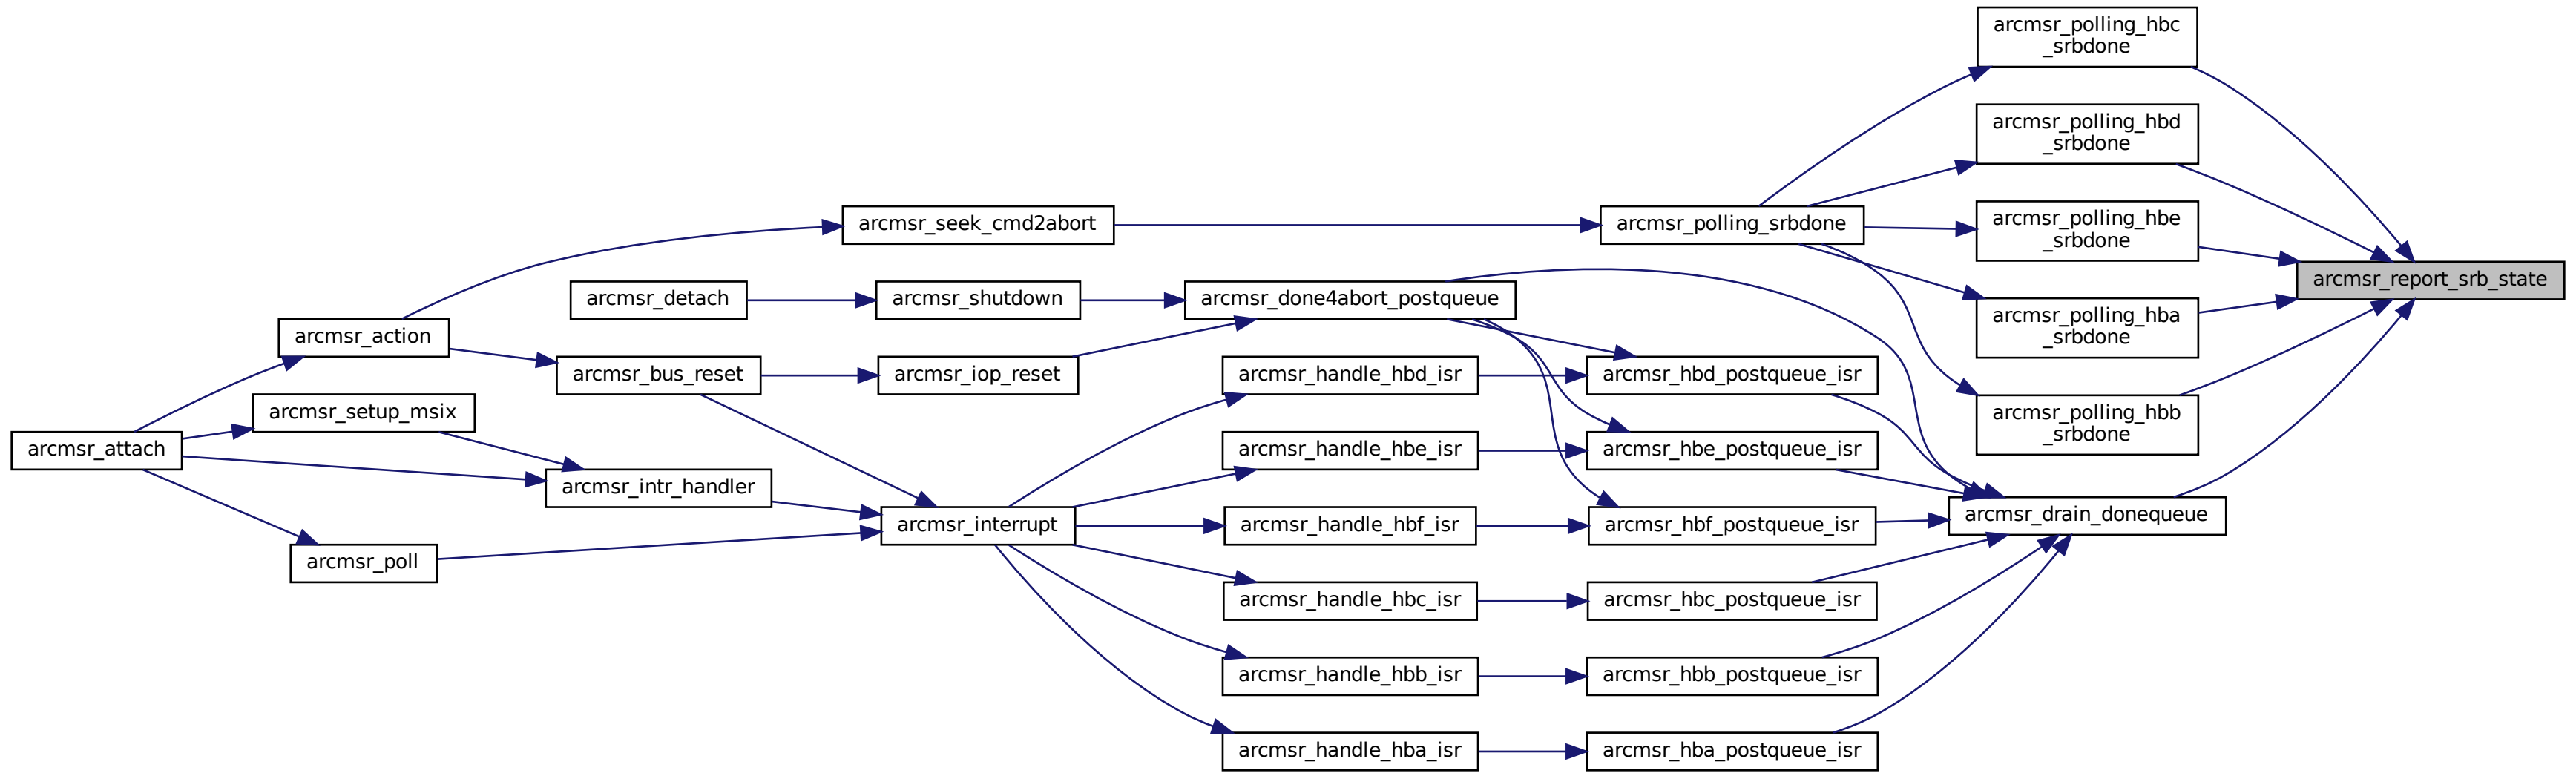 arcmsr_polling_hbc
_srbdone
arcmsr_polling_hbd
_srbdone
arcmsr_polling_hbe
_srbdone
arcmsr_seek_cmd2abort
arcmsr_polling_srbdone
arcmsr_report_srb_state
arcmsr_detach
arcmsr_shutdown
arcmsr_done4abort_postqueue
arcmsr_polling_hba
_srbdone
arcmsr_action
arcmsr_bus_reset
arcmsr_iop_reset
arcmsr_handle_hbd_isr
arcmsr_hbd_postqueue_isr
arcmsr_setup_msix
arcmsr_polling_hbb
_srbdone
arcmsr_attach
arcmsr_handle_hbe_isr
arcmsr_hbe_postqueue_isr
arcmsr_intr_handler
arcmsr_interrupt
arcmsr_handle_hbf_isr
arcmsr_hbf_postqueue_isr
arcmsr_drain_donequeue
arcmsr_poll
arcmsr_handle_hbc_isr
arcmsr_hbc_postqueue_isr
arcmsr_handle_hbb_isr
arcmsr_hbb_postqueue_isr
arcmsr_handle_hba_isr
arcmsr_hba_postqueue_isr